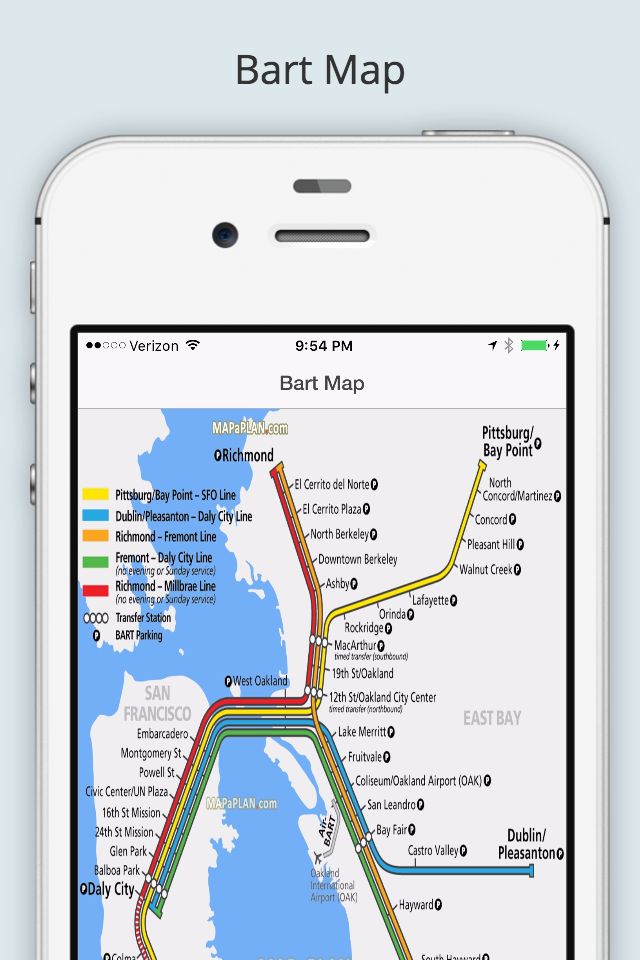 Bart Map
Verizon
9:54 PM
Bart Map
MAPaPLAN.com
Richmond
Pittsburg/
Bay Point
P
El Cerrito del Norte P
North
Concord/Martinez P
Pittsburg/Bay Point – SFO Line
El Cerrito Plaza P
Concord P
Dublin/Pleasanton – Daly City Line
North Berkeley P
Richmond – Fremont Line
Pleasant Hill P
Downtown Berkeley
Fremont – Daly City Line
(no evening or Sunday service)
Walnut Creek P
Ashby P
Richmond – Millbrae Line
(no evening or Sunday service)
Lafayette P
Transfer Station
Orinda P
P BART Parking
Rockridge P
MacArthur P
timed transfer (southbound)
19th St/Oakland
P West Oakland
12th St/Oakland City Center
timed transfer (northbound)
SAN
FRANCISCO
EAST BAY
Embarcadero
Lake Merritt P
Montgomery St
Fruitvale P
Powell St
Coliseum/Oakland Airport (OAK) P
Civic Center/UN Plaza
MAPaPLAN.com
San Leandro P
16th St Mission
Air-
BART
Bay Fair P
24th St Mission
Castro Valley P
Dublin/
Pleasanton P
Glen Park
Balboa Park
Oakland
International
Airport (OAK)
P Daly City
Hayward P
P Colma
South Hayward P